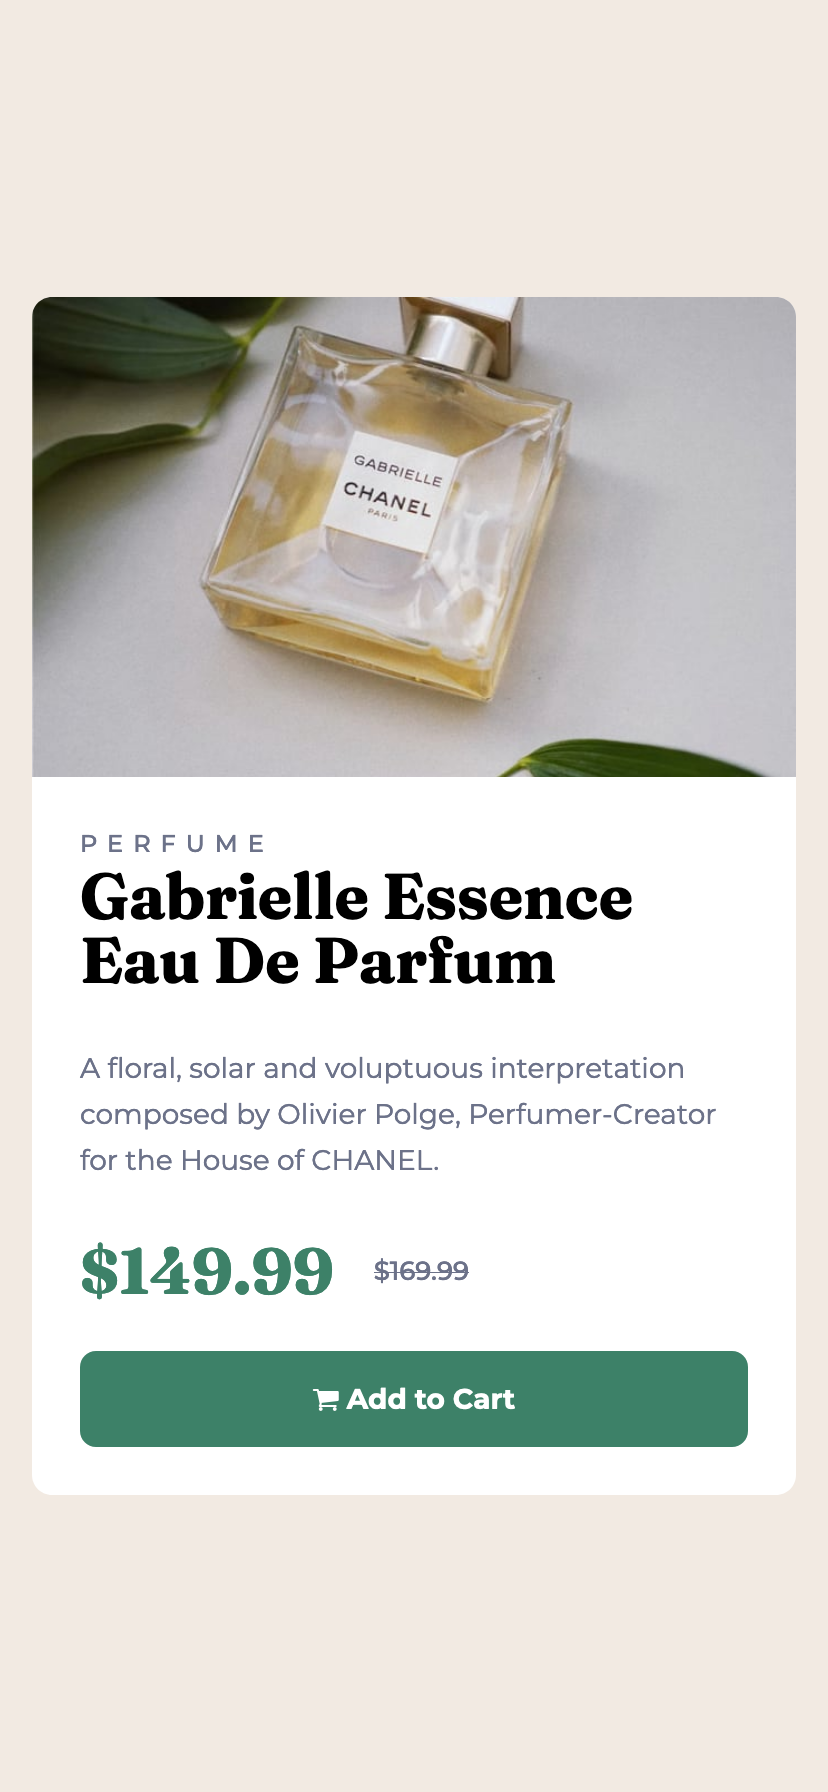 GABRIELLE
CHANEL
PARIS
PERFUME
Gabrielle Essence
Eau De Parfum
A floral, solar and voluptuous interpretation
composed by Olivier Polge, Perfumer-Creator
for the House of CHANEL.
$149.99 $169.99
Add to Cart